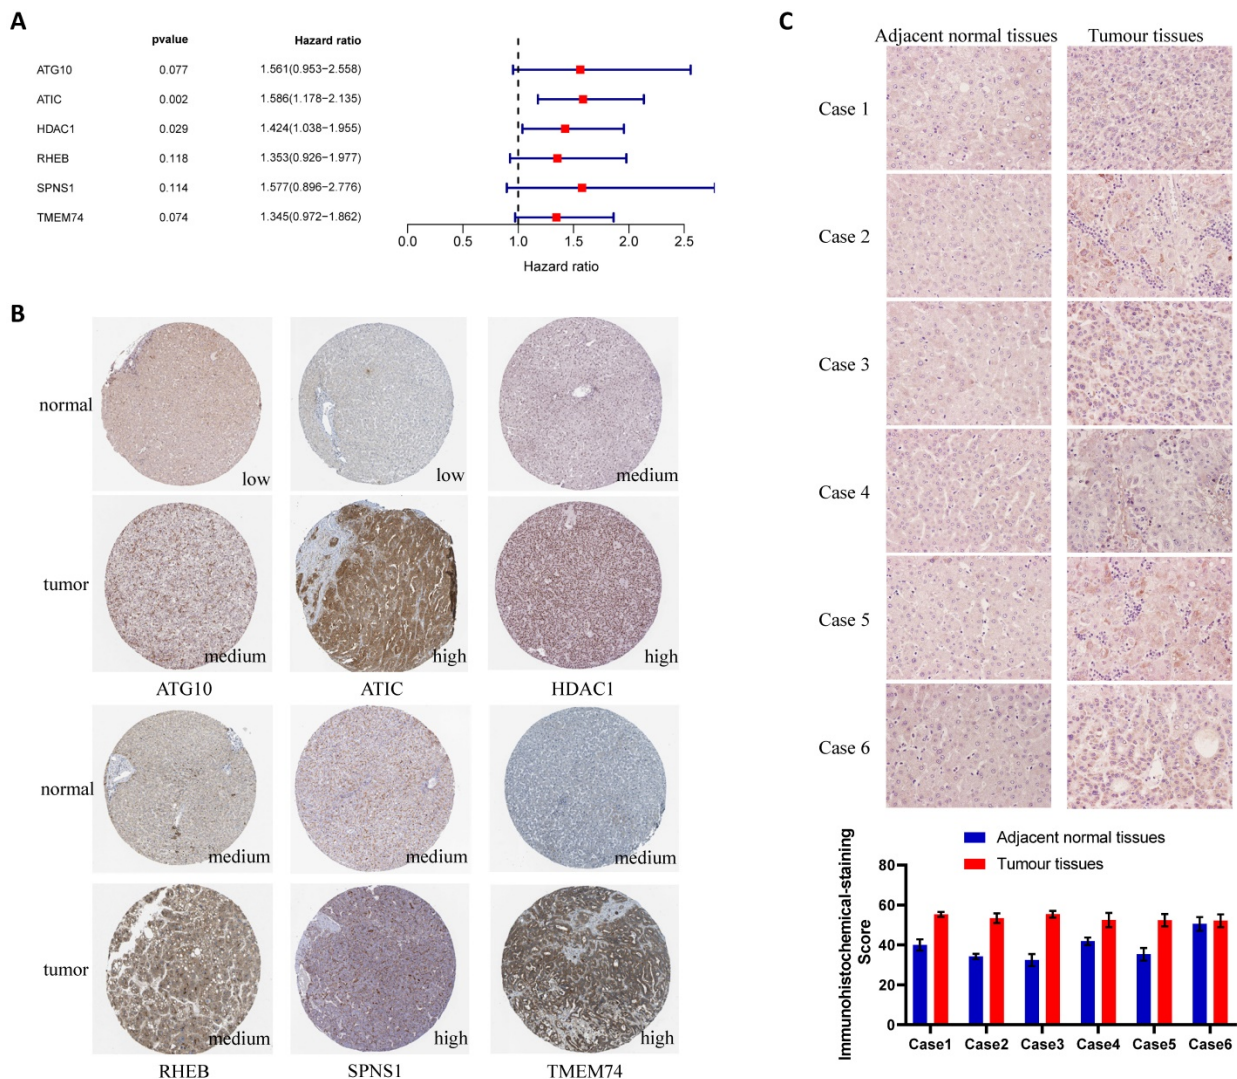 A
pvalue Hazard ratio
ATG10 0.077 1.561(0.953−2.558)
ATIC 0.002 1.586(1.178−2.135)
HDAC1 0.029 1.424(1.038−1.955)
RHEB 0.118 1.353(0.926−1.977)
SPNS1 0.114 1.577(0.896−2.776)
TMEM74 0.074 1.345(0.972−1.862)
0.0 0.5 1.0 1.5 2.0 2.5
Hazard ratio
B
normal
low low medium
tumor
medium high high
ATG10 ATIC HDAC1
normal
medium medium medium
tumor
medium high high
RHEB SPNS1 TMEM74
C
Adjacent normal tissues Tumour tissues
Case 1
Case 2
Case 3
Case 4
Case 5
Case 6
Adjacent normal tissues
Tumour tissues
Immunohistochemical-staining
Score
80
60
40
20
0
Case1 Case2 Case3 Case4 Case5 Case6